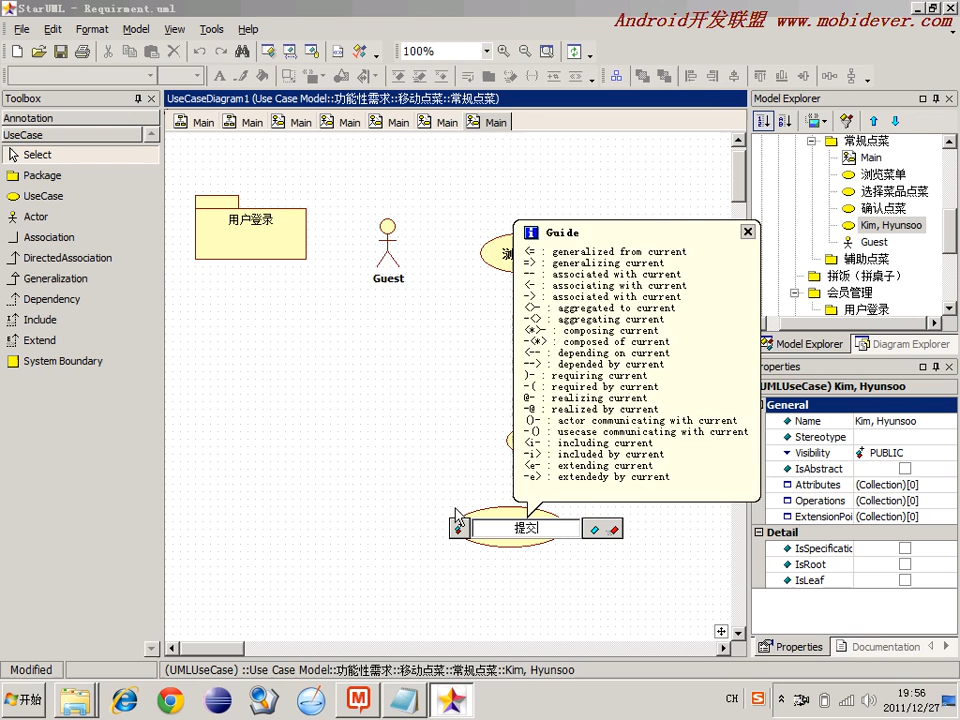 StarUML - Requirment.uml
Android开发联盟 www.mobidever.com
File Edit Format Model View Tools Help
100%
Toolbox
UseCaseDiagram1 (Use Case Model::功能性需求::移动点菜::常规点菜)
Model Explorer
Annotation
UseCase
Main Main Main Main Main Main Main
Select
Package
UseCase
Actor
Association
DirectedAssociation
Generalization
Dependency
Include
Extend
System Boundary
用户登录
Guest
浏
Guide
<= : generalized from current
=> : generalizing current
-- : associated with current
<- : associating with current
-> : associated with current
<>- : aggregated to current
-<> : aggregating current
<*>- : composing current
-<*> : composed of current
<-- : depending on current
--> : depended by current
)- : requiring current
-( : required by current
@- : realizing current
-@ : realized by current
()- : actor communicating with current
-() : usecase communicating with current
<i- : including current
-i> : included by current
<e- : extending current
-e> : extendedy by current
提交
常规点菜
Main
浏览菜单
选择菜品点菜
确认点菜
Kim, Hyunsoo
Guest
辅助点菜
拼饭（拼桌子）
会员管理
用户登录
Model Explorer Diagram Explorer
roperties
UMLUseCase) Kim, Hyunsoo
General
Name Kim, Hyunsoo
Stereotype
Visibility PUBLIC
IsAbstract
Attributes (Collection)[0]
Operations (Collection)[0]
ExtensionPoi (Collection)[0]
Detail
IsSpecificatic
IsRoot
IsLeaf
Properties Documentation
Modified
(UMLUseCase) ::Use Case Model::功能性需求::移动点菜::常规点菜::Kim, Hyunsoo
开始
CH
19:56
2011/12/27